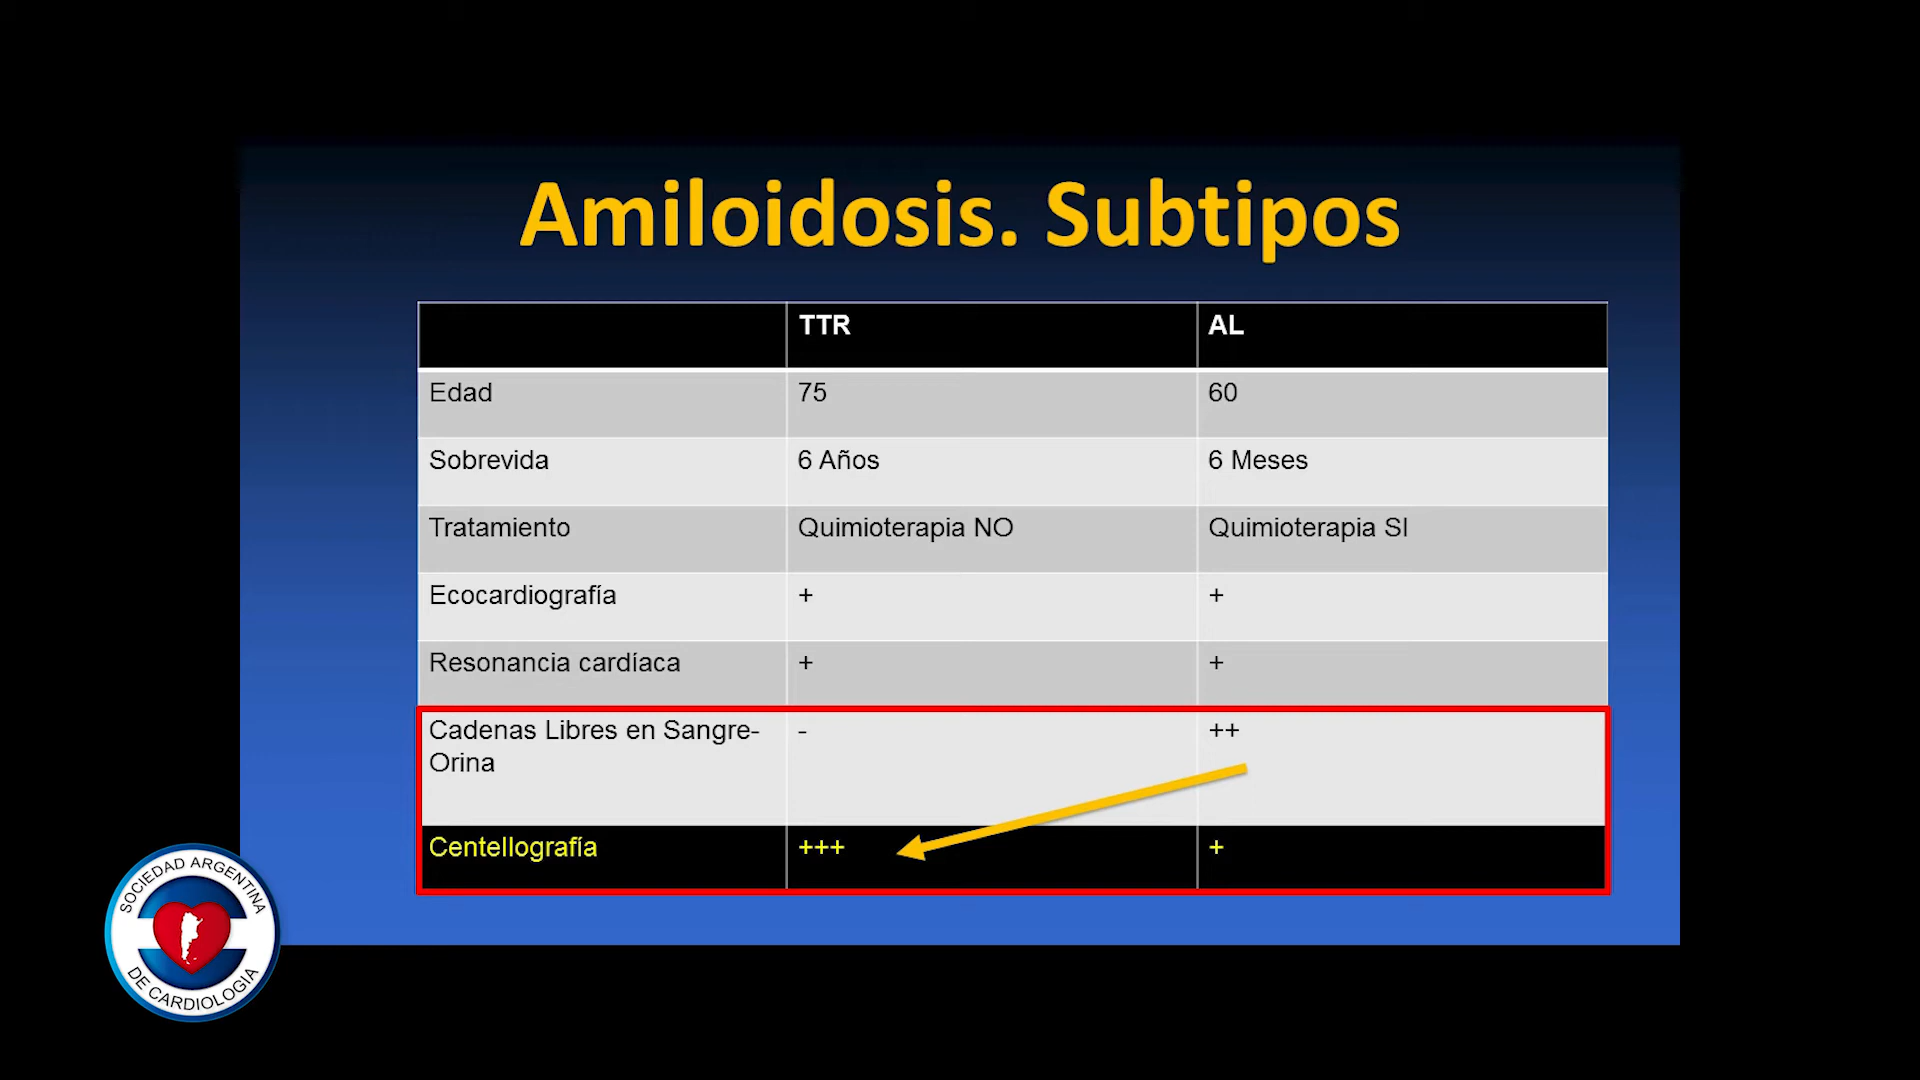 Amiloidosis. Subtipos
TTR AL
Edad 75 60
Sobrevida 6 Años 6 Meses
Tratamiento Quimioterapia NO Quimioterapia SI
Ecocardiografía + +
Resonancia cardíaca + +
Cadenas Libres en Sangre- - ++
Orina
Centellografía +++ +
SOCIEDAD ARGENTINA
DE CARDIOLOGIA